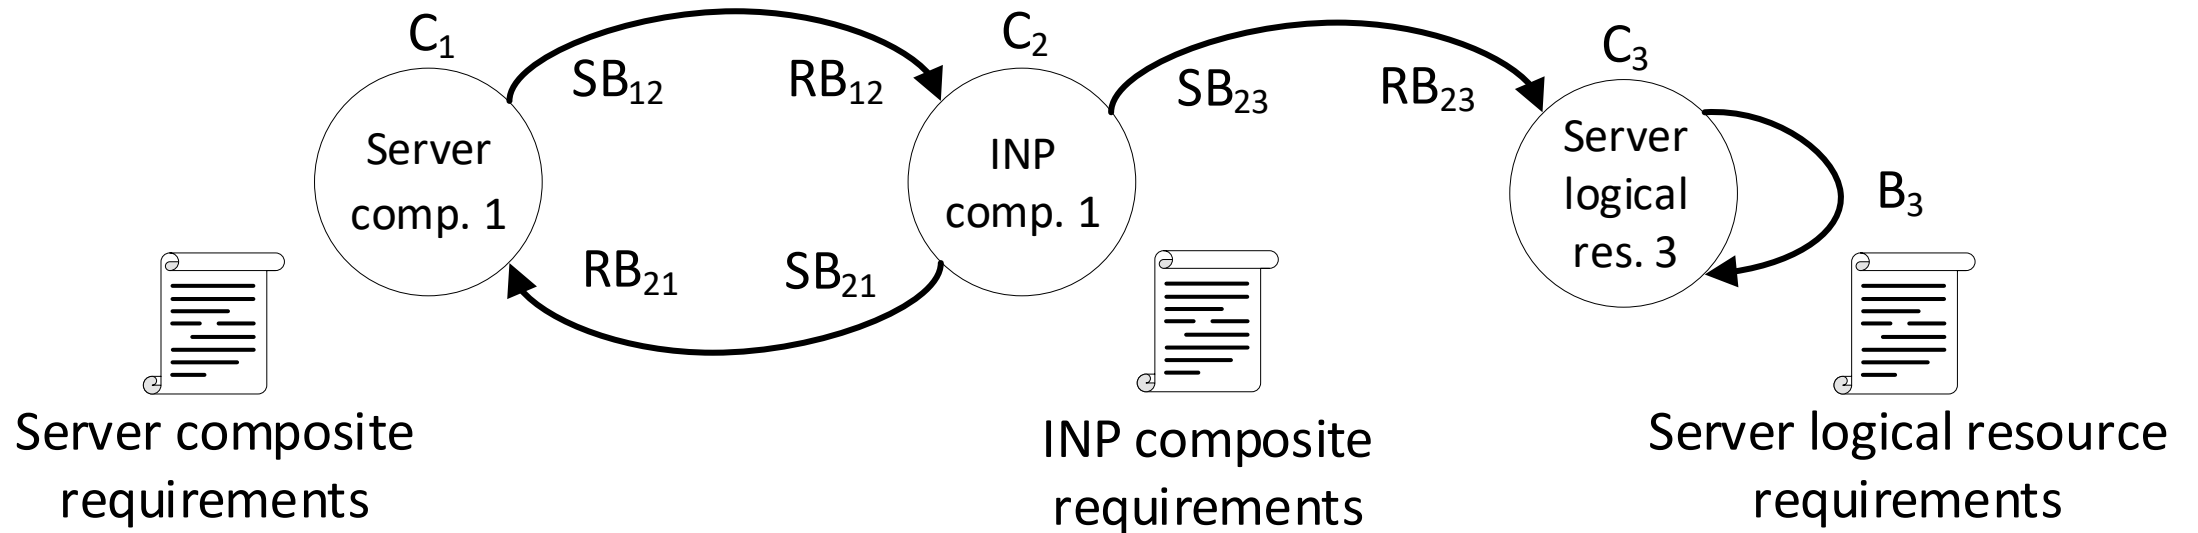 C₁
C₂
C₃
SB₁₂
RB₁₂
SB₂₃
RB₂₃
Server
comp. 1
INP
comp. 1
Server
logical
res. 3
B₃
RB₂₁
SB₂₁
Server composite
requirements
INP composite
requirements
Server logical resource
requirements